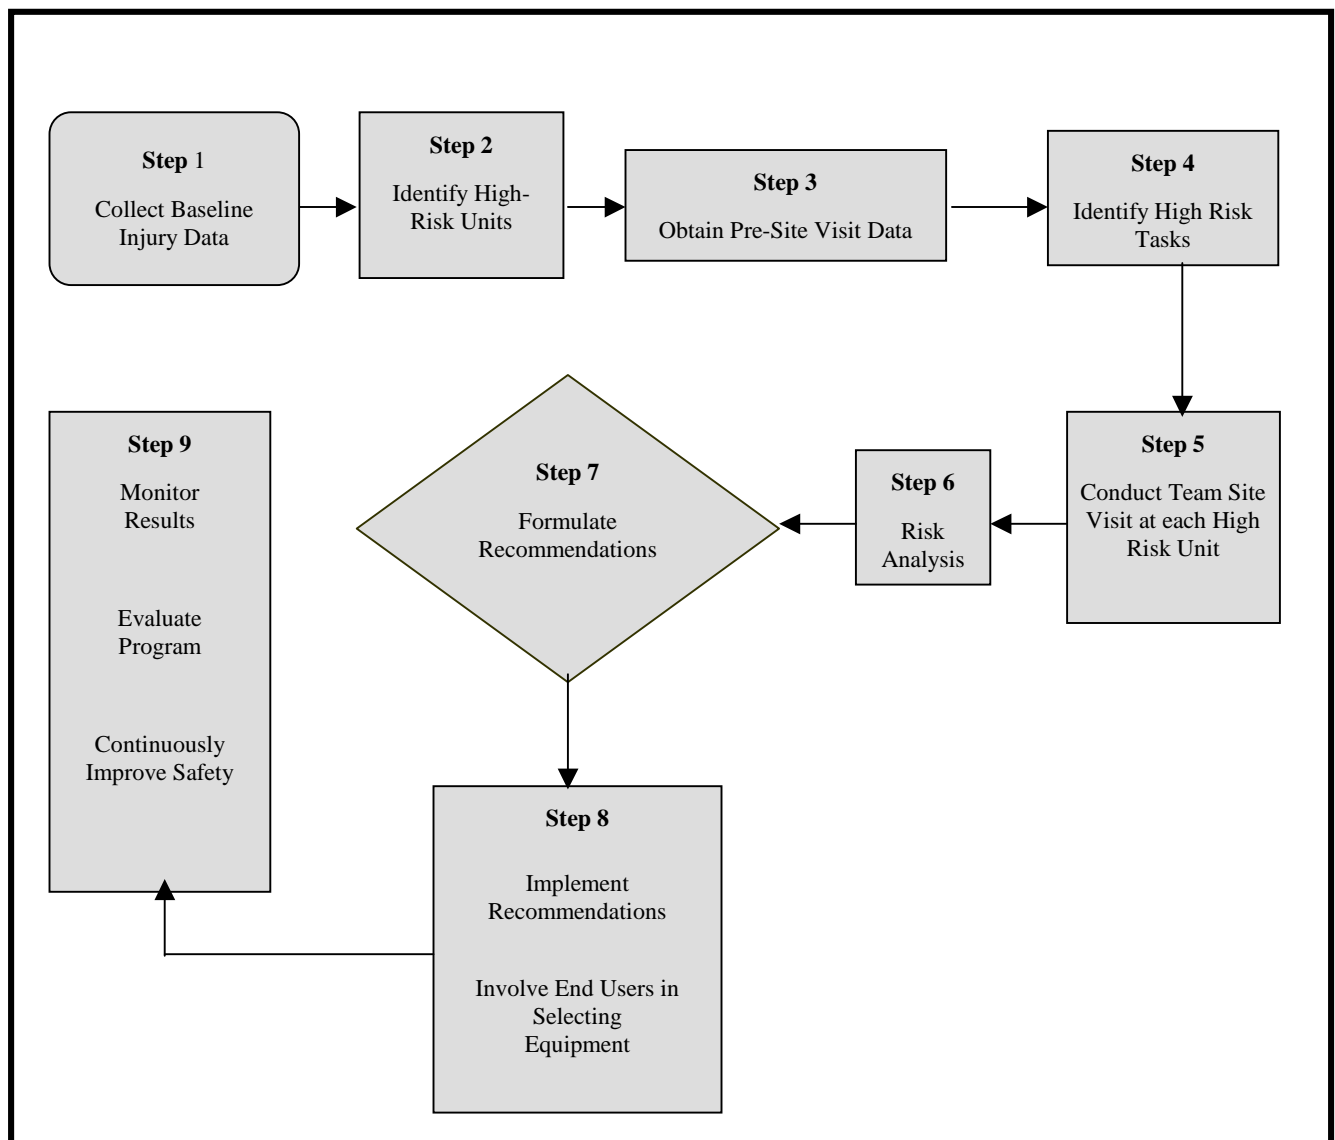 Step 1
Collect Baseline
Injury Data
Step 2
Identify High-
Risk Units
Step 3
Obtain Pre-Site Visit Data
Step 4
Identify High Risk
Tasks
Step 5
Conduct Team Site
Visit at each High
Risk Unit
Step 6
Risk
Analysis
Step 7
Formulate
Recommendations
Step 8
Implement
Recommendations
Involve End Users in
Selecting
Equipment
Step 9
Monitor
Results
Evaluate
Program
Continuously
Improve Safety